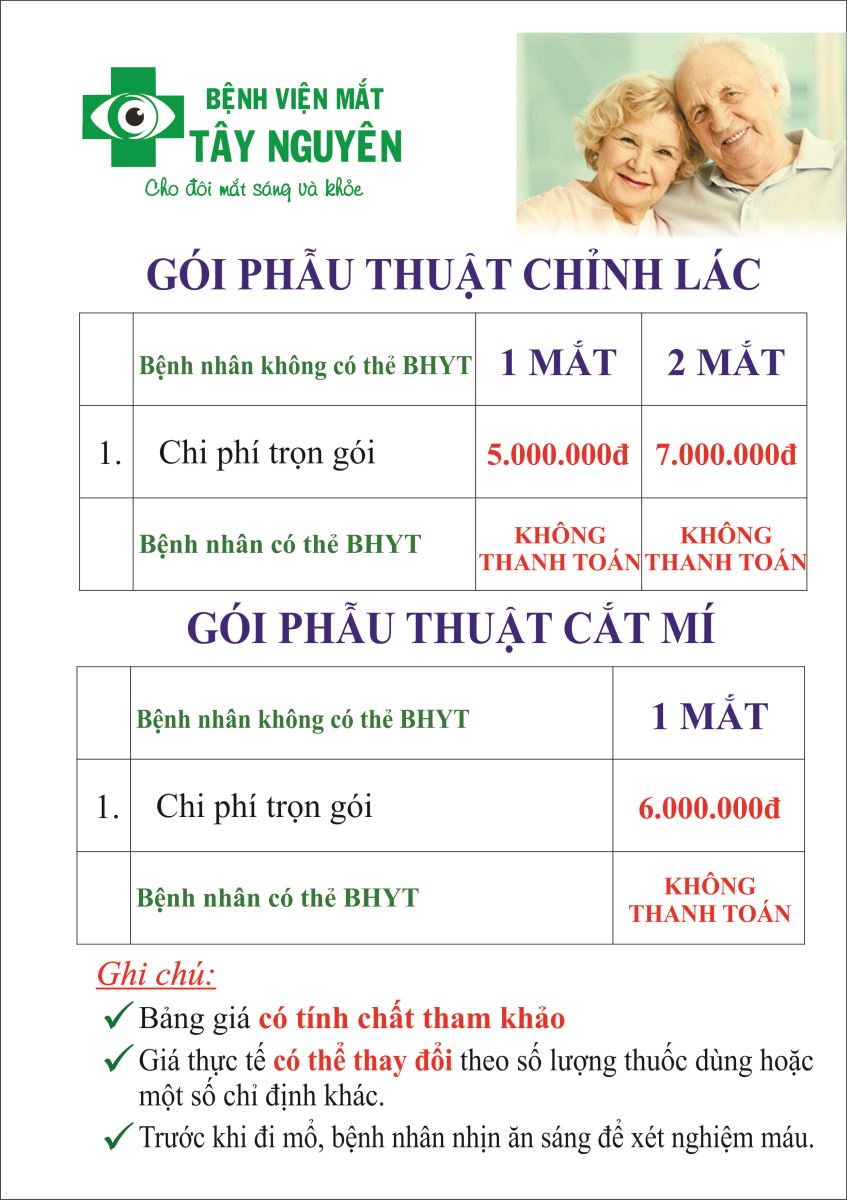 BỆNH VIỆN MẮT
TÂY NGUYÊN
Cho đôi mắt sáng và khỏe
GÓI PHẪU THUẬT CHỈNH LÁC
Bệnh nhân không có thẻ BHYT 1 MẮT 2 MẮT
1. Chi phí trọn gói 5.000.000đ 7.000.000đ
Bệnh nhân có thẻ BHYT KHÔNG THANH TOÁN KHÔNG THANH TOÁN
GÓI PHẪU THUẬT CẮT MÍ
Bệnh nhân không có thẻ BHYT 1 MẮT
1. Chi phí trọn gói 6.000.000đ
Bệnh nhân có thẻ BHYT KHÔNG THANH TOÁN
Ghi chú:
Bảng giá có tính chất tham khảo
Giá thực tế có thể thay đổi theo số lượng thuốc dùng hoặc
một số chỉ định khác.
Trước khi đi mổ, bệnh nhân nhịn ăn sáng để xét nghiệm máu.